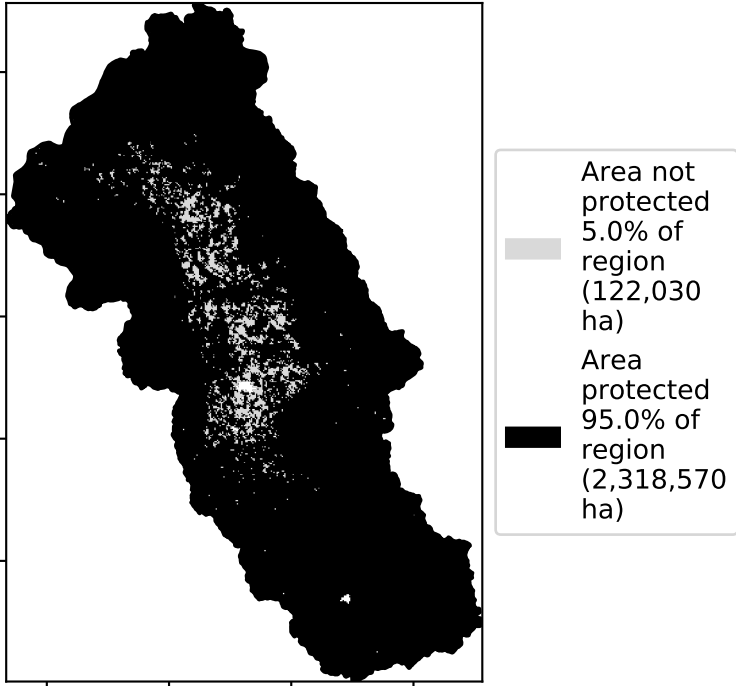 Area not
protected
5.0% of
region
(122,030
ha)
Area
protected
95.0% of
region
(2,318,570
ha)